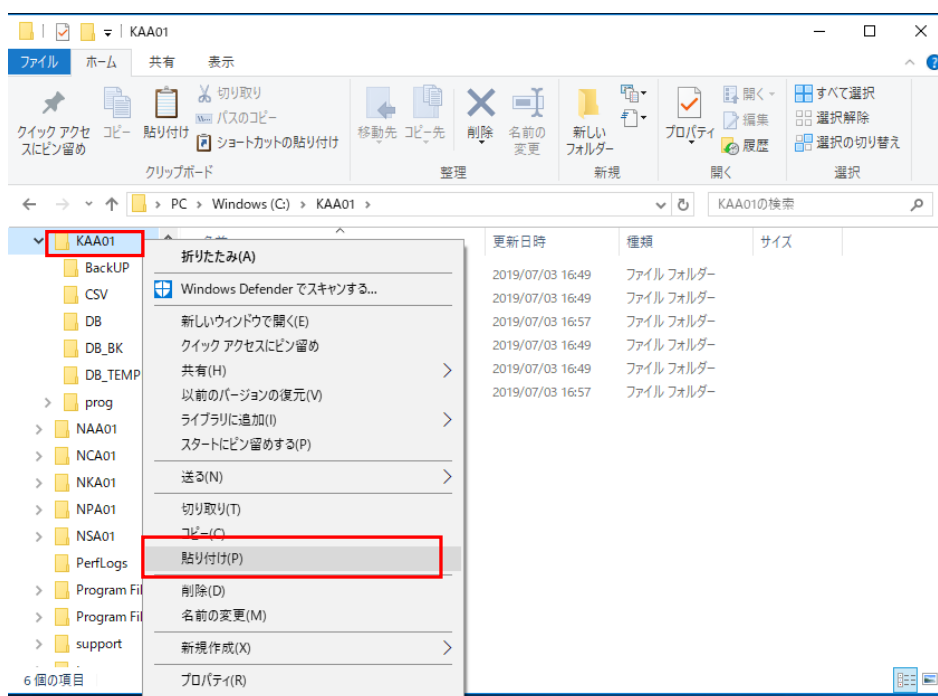 KAA01
ファイル ホーム 共有 表示
クイック アクセスにピン留め
コピー
貼り付け
切り取り
パスのコピー
ショートカットの貼り付け
移動先
コピー先
削除
名前の変更
新しいフォルダー
プロパティ
開く
編集
履歴
すべて選択
選択解除
選択の切り替え
クリップボード 整理 新規 開く 選択
PC › Windows (C:) › KAA01 ›
KAA01の検索
更新日時 種類 サイズ
KAA01
BackUP
CSV
DB
DB_BK
DB_TEMP
prog
NAA01
NCA01
NKA01
NPA01
NSA01
PerfLogs
Program Fil
Program Fil
support
折りたたみ(A)
Windows Defender でスキャンする...
新しいウィンドウで開く(E)
クイック アクセスにピン留め
共有(H)
以前のバージョンの復元(V)
ライブラリに追加(I)
スタートにピン留めする(P)
送る(N)
切り取り(T)
コピー(C)
貼り付け(P)
削除(D)
名前の変更(M)
新規作成(X)
プロパティ(R)
2019/07/03 16:49 ファイル フォルダー
2019/07/03 16:49 ファイル フォルダー
2019/07/03 16:57 ファイル フォルダー
2019/07/03 16:49 ファイル フォルダー
2019/07/03 16:49 ファイル フォルダー
2019/07/03 16:57 ファイル フォルダー
6 個の項目